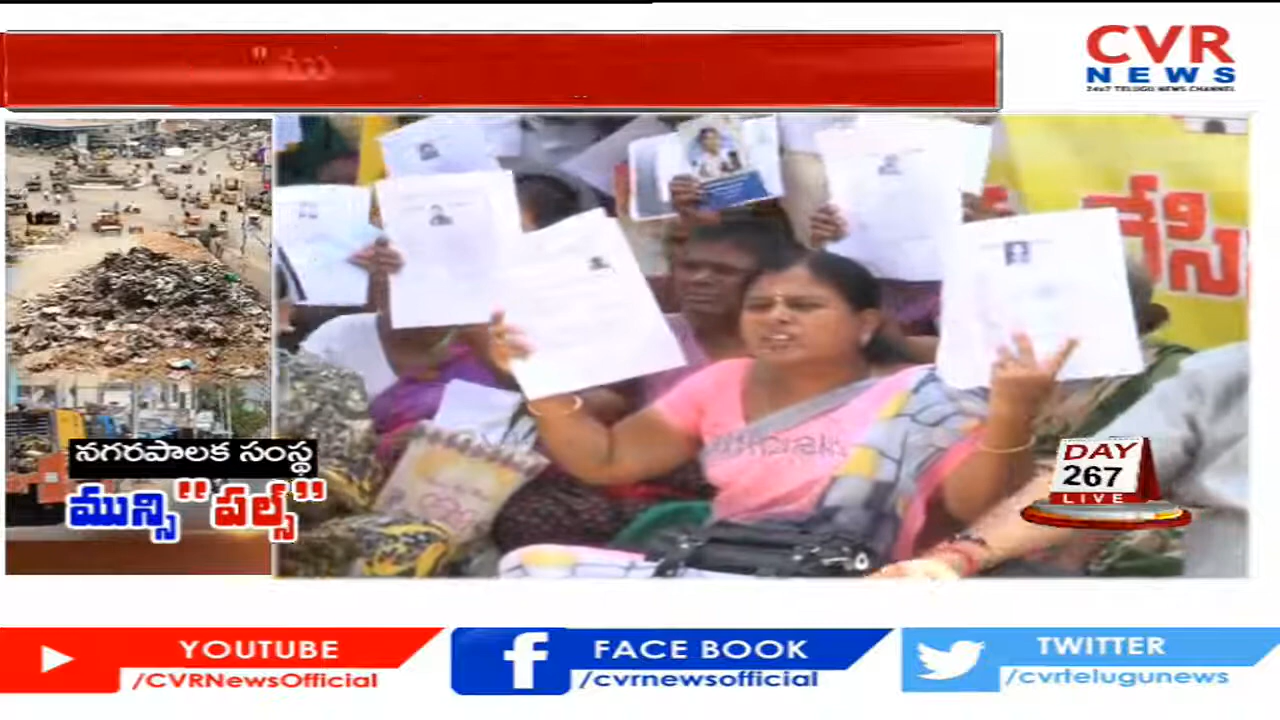 " ము
CVR
NEWS
24x7 TELUGU NEWS CHANNEL
నగరపాలక సంస్థ
మున్సి "పల్స్"
DAY
267
LIVE
YOUTUBE
/CVRNewsOfficial
FACE BOOK
/cvrnewsofficial
TWITTER
/cvrtelugunews